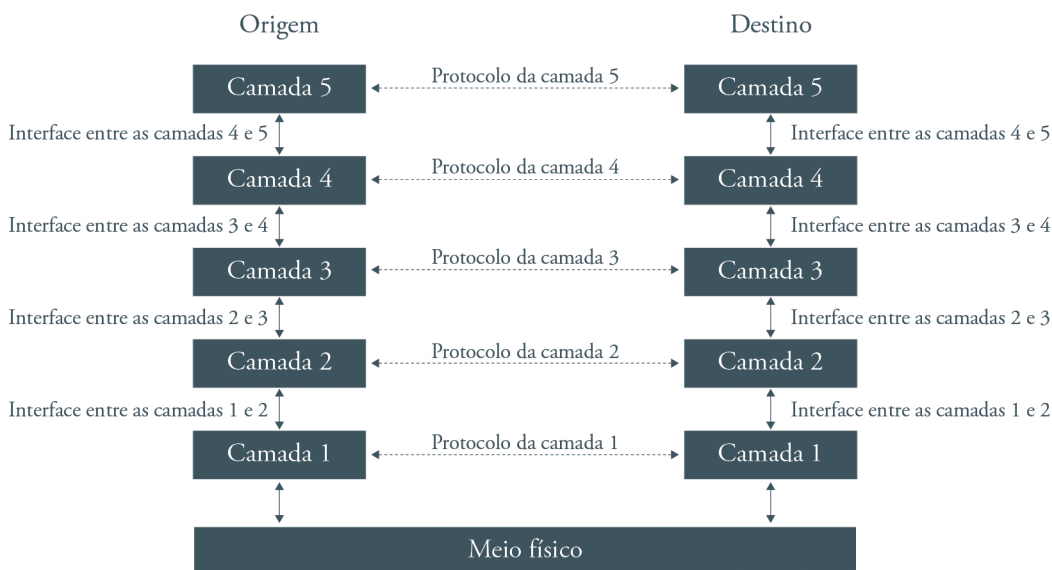 Origem
Destino
Camada 5
Protocolo da camada 5
Camada 5
Interface entre as camadas 4 e 5
Interface entre as camadas 4 e 5
Camada 4
Protocolo da camada 4
Camada 4
Interface entre as camadas 3 e 4
Interface entre as camadas 3 e 4
Camada 3
Protocolo da camada 3
Camada 3
Interface entre as camadas 2 e 3
Interface entre as camadas 2 e 3
Camada 2
Protocolo da camada 2
Camada 2
Interface entre as camadas 1 e 2
Interface entre as camadas 1 e 2
Camada 1
Protocolo da camada 1
Camada 1
Meio físico